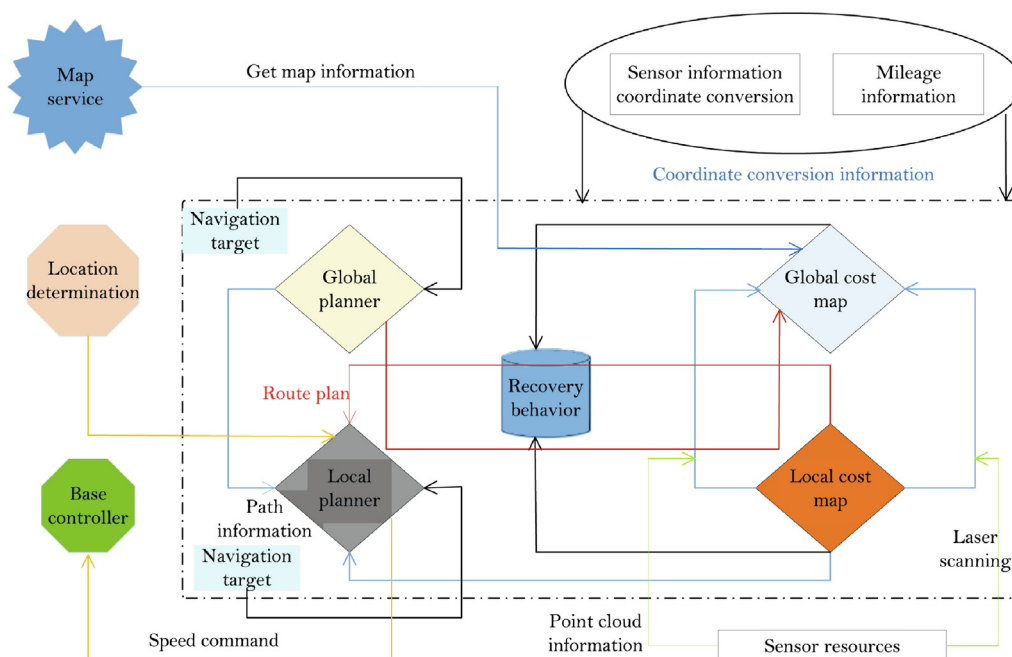 Map
service
Get map information
Sensor information
coordinate conversion
Mileage
information
Coordinate conversion information
Navigation
target
Location
determination
Global
planner
Global cost
map
Route plan
Recovery
behavior
Base
controller
Local
planner
Local cost
map
Path
information
Navigation
target
Laser
scanning
Speed command
Point cloud
information
Sensor resources